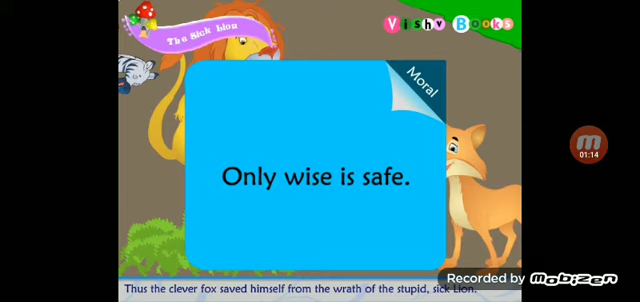 The Sick Lion
Vishv Books
Moral
Only wise is safe.
01:14
Thus the clever fox saved himself from the wrath of the stupid, sick Lion.
Recorded by Mobizen